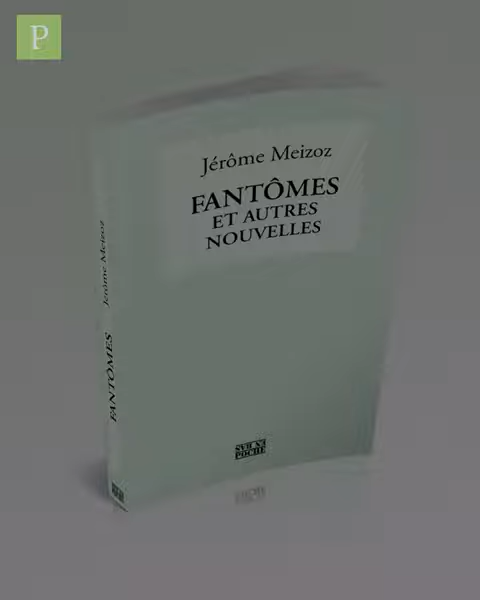 P
Jérôme Meizoz
FANTÔMES
ET AUTRES
NOUVELLES
Jérôme Meizoz
FANTÔMES
POCHE